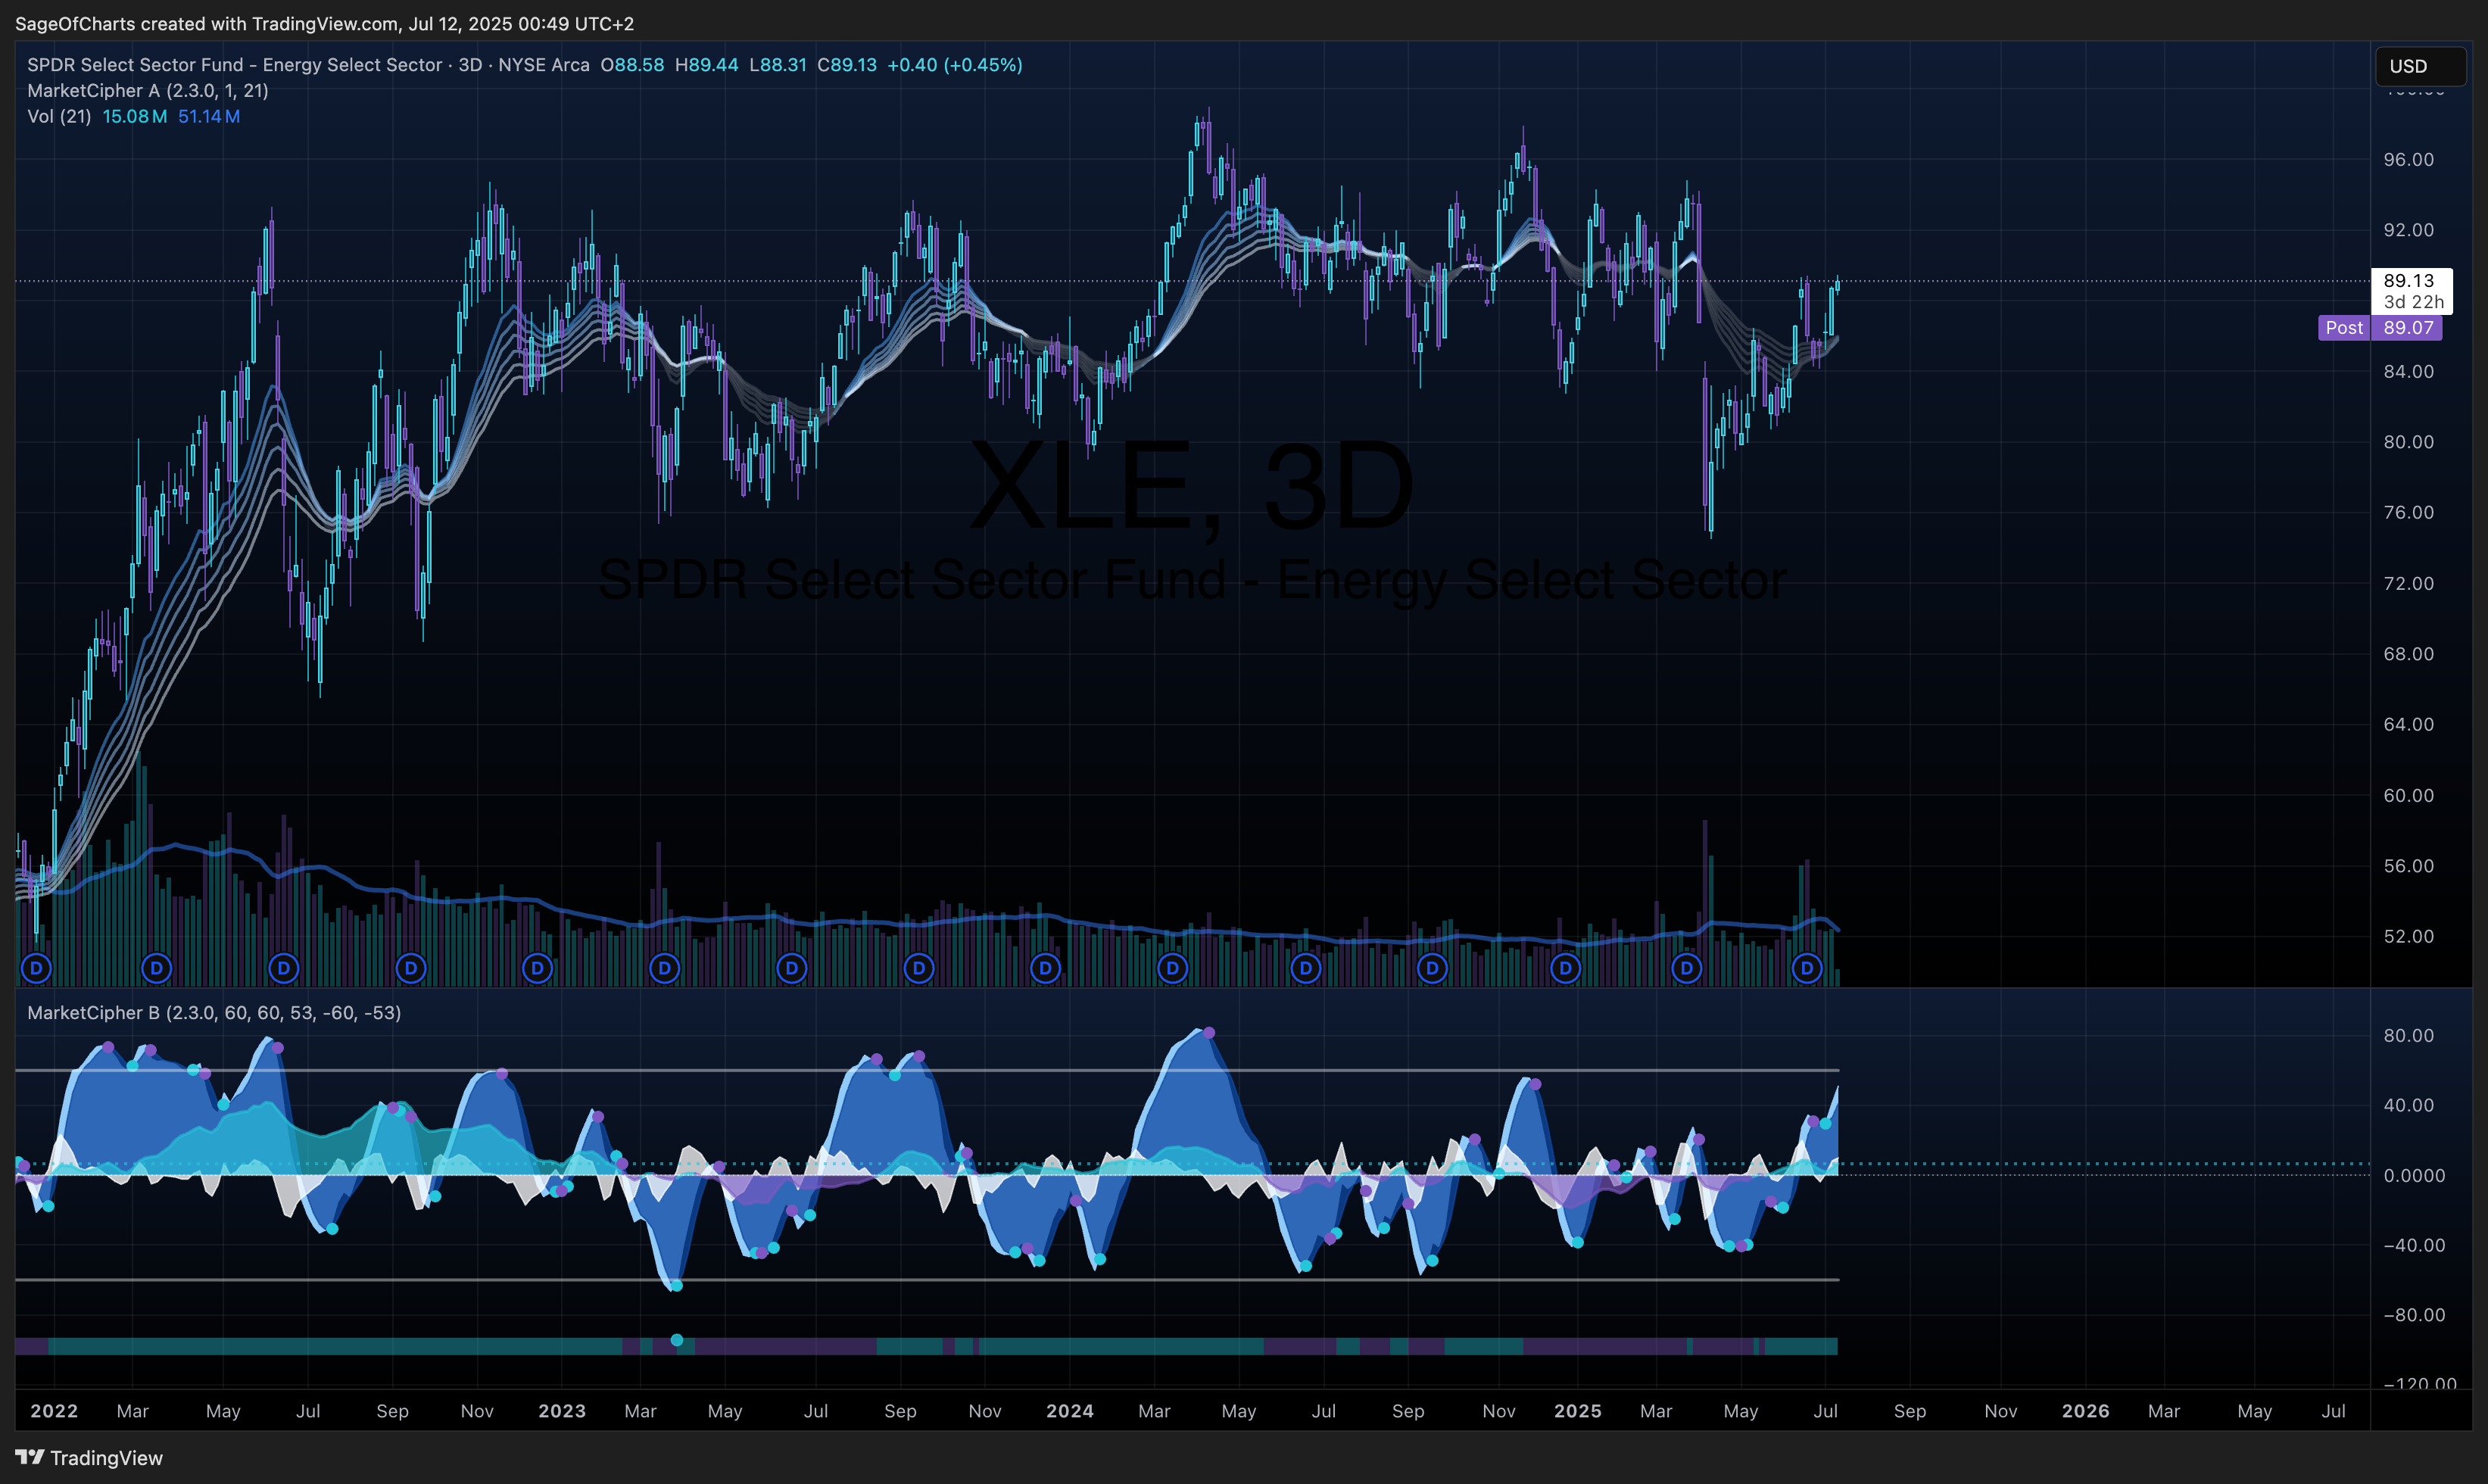 SageOfCharts created with TradingView.com, Jul 12, 2025 00:49 UTC+2
SPDR Select Sector Fund - Energy Select Sector · 3D · NYSE Arca O88.58 H89.44 L88.31 C89.13 +0.40 (+0.45%)
MarketCipher A (2.3.0, 1, 21)
Vol (21) 15.08 M 51.14 M
USD
96.00
92.00
89.13
3d 22h
Post 89.07
84.00
80.00
76.00
72.00
68.00
64.00
60.00
56.00
52.00
XLE, 3D
SPDR Select Sector Fund - Energy Select Sector
D D D D D D D D D D D D D D D
MarketCipher B (2.3.0, 60, 60, 53, -60, -53)
80.00
40.00
0.0000
−40.00
−80.00
−120.00
2022 Mar May Jul Sep Nov 2023 Mar May Jul Sep Nov 2024 Mar May Jul Sep Nov 2025 Mar May Jul Sep Nov 2026 Mar May Jul
TradingView